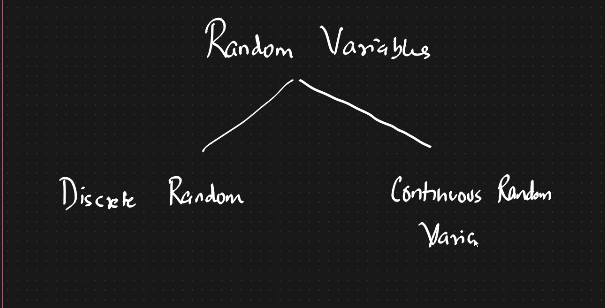 Random Variables
Discrete Random
Continuous Random
Varia